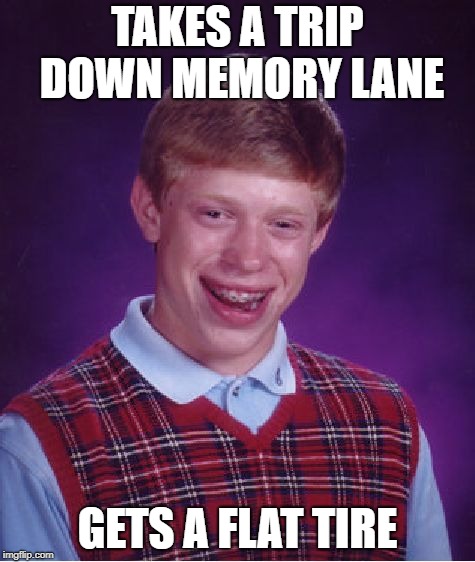 TAKES A TRIP
DOWN MEMORY LANE
GETS A FLAT TIRE
imgflip.com